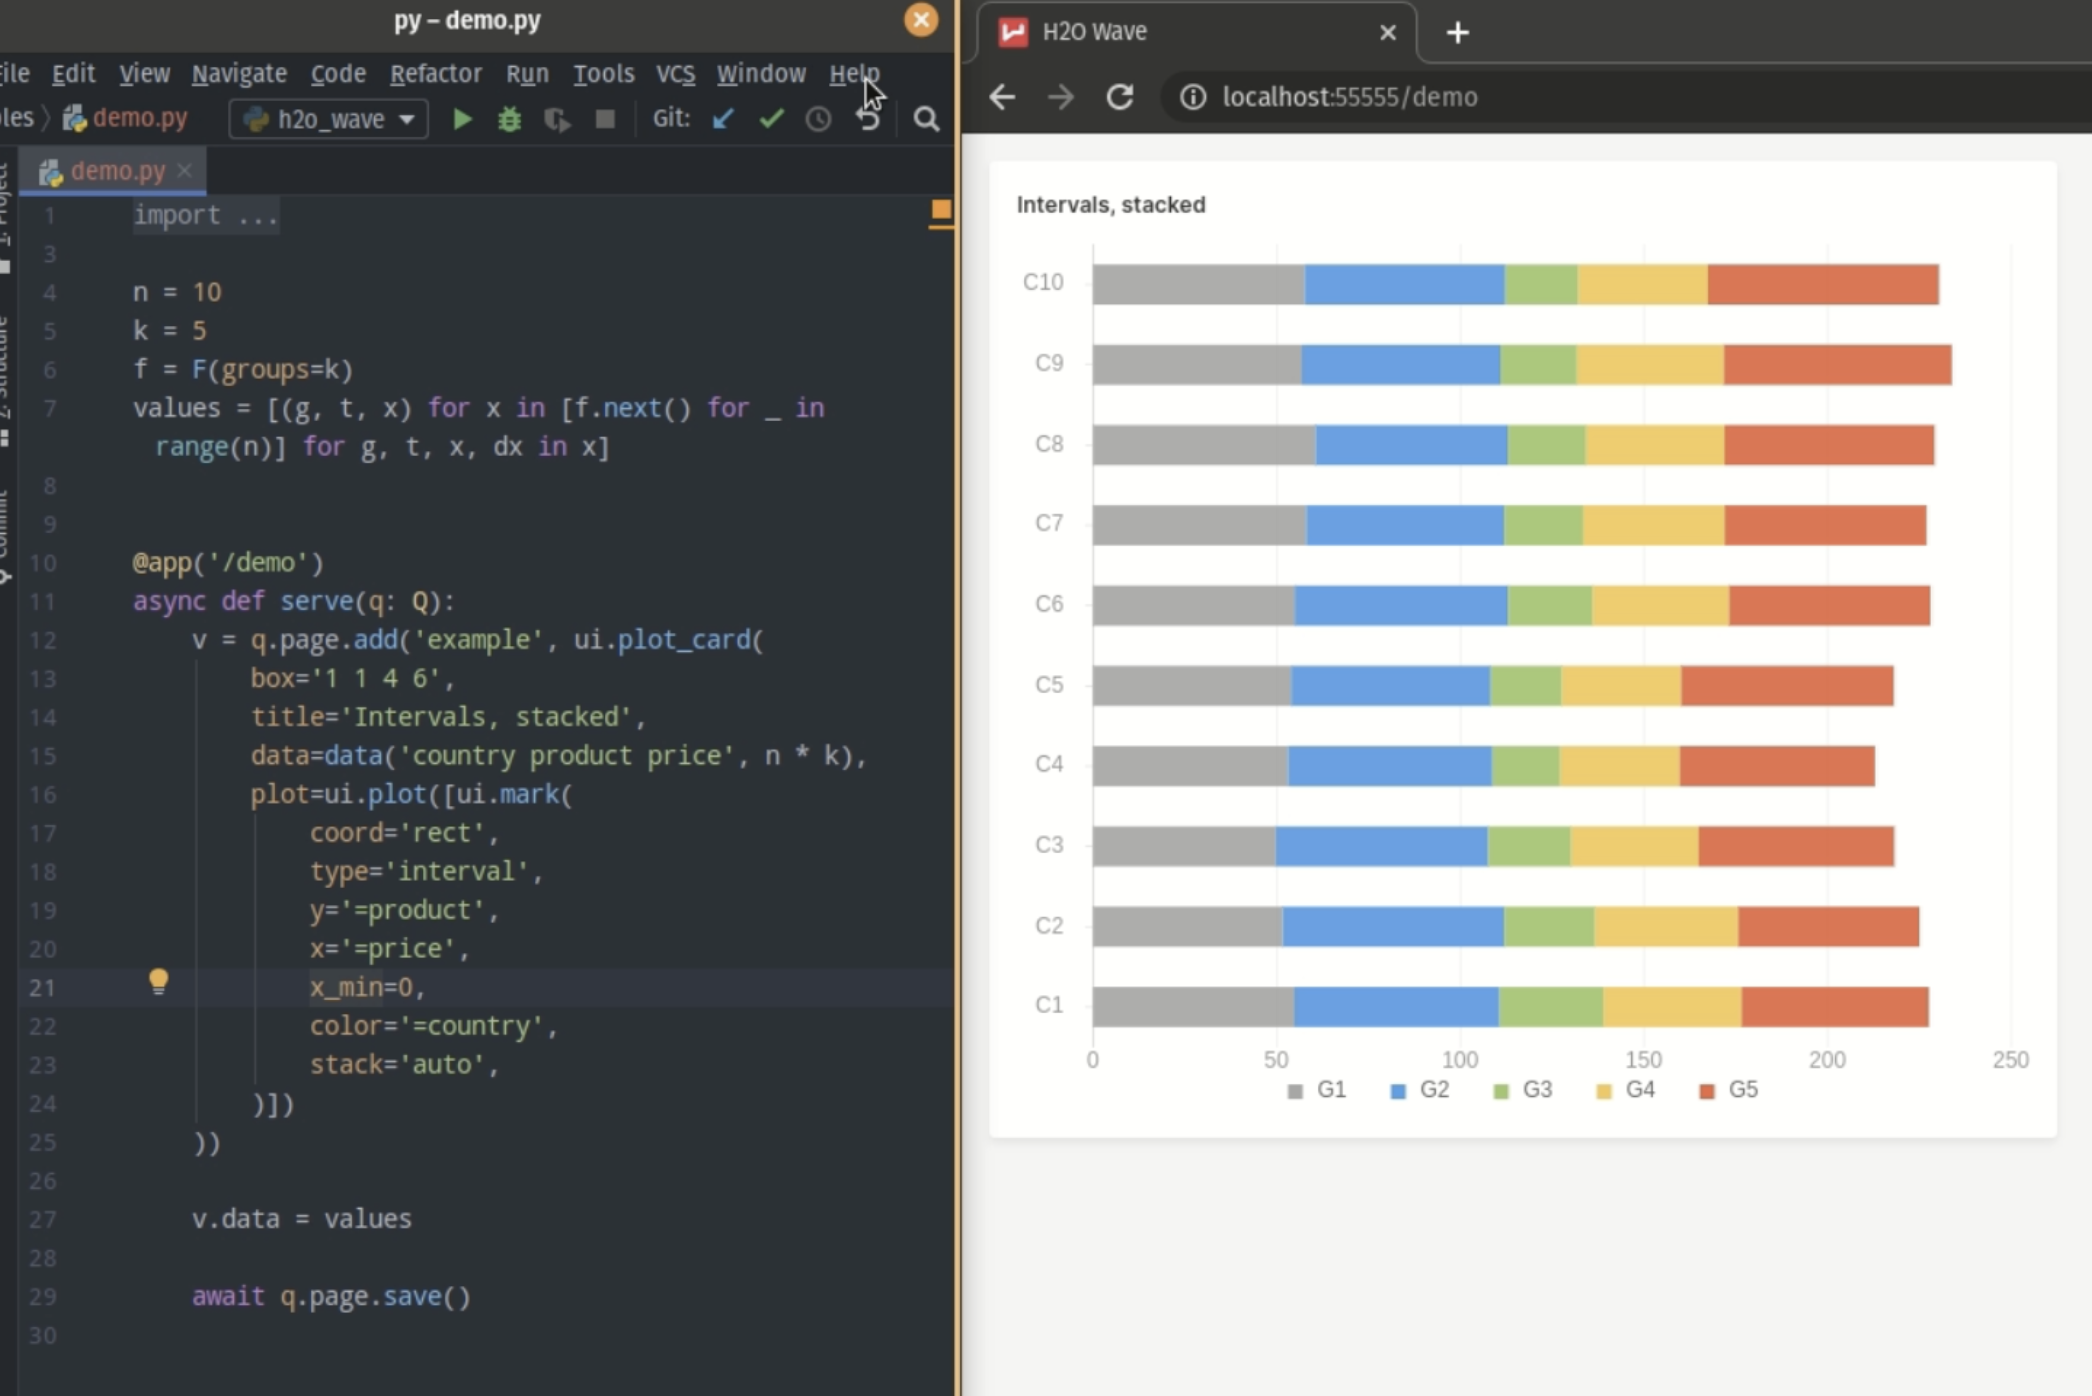 py – demo.py
File Edit View Navigate Code Refactor Run Tools VCS Window Help
les demo.py h2o_wave Git:
demo.py
1: Project
Z: Structure
Commit
1 import ...
3
4 n = 10
5 k = 5
6 f = F(groups=k)
7 values = [(g, t, x) for x in [f.next() for _ in
range(n)] for g, t, x, dx in x]
8
9
10 @app('/demo')
11 async def serve(q: Q):
12 v = q.page.add('example', ui.plot_card(
13 box='1 1 4 6',
14 title='Intervals, stacked',
15 data=data('country product price', n * k),
16 plot=ui.plot([ui.mark(
17 coord='rect',
18 type='interval',
19 y='=product',
20 x='=price',
21 x_min=0,
22 color='=country',
23 stack='auto',
24 )])
25 ))
26
27 v.data = values
28
29 await q.page.save()
30
H2O Wave
localhost:55555/demo
Intervals, stacked
C10
C9
C8
C7
C6
C5
C4
C3
C2
C1
0 50 100 150 200 250
G1 G2 G3 G4 G5